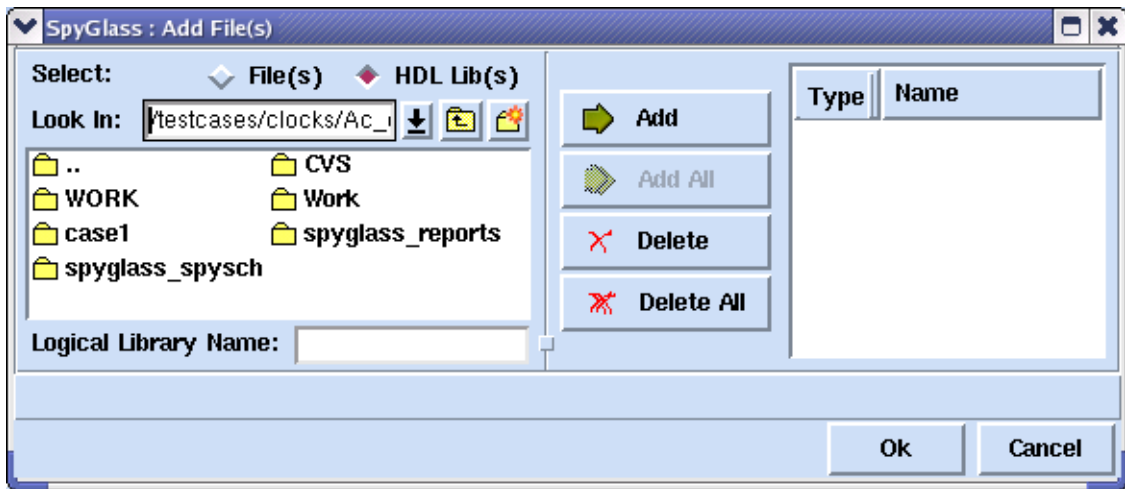 SpyGlass : Add File(s)
Select: File(s) HDL Lib(s)
Look In: /testcases/clocks/Ac_
.. CVS
WORK Work
case1 spyglass_reports
spyglass_spysch
Logical Library Name:
Add
Add All
Delete
Delete All
Type Name
Ok Cancel